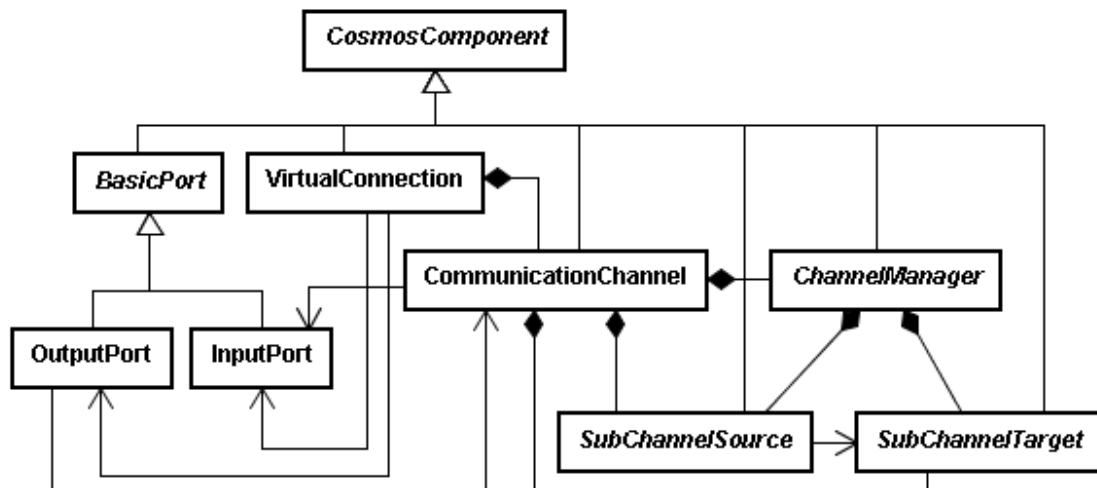 CosmosComponent
BasicPort
VirtualConnection
CommunicationChannel
ChannelManager
OutputPort
InputPort
SubChannelSource
SubChannelTarget